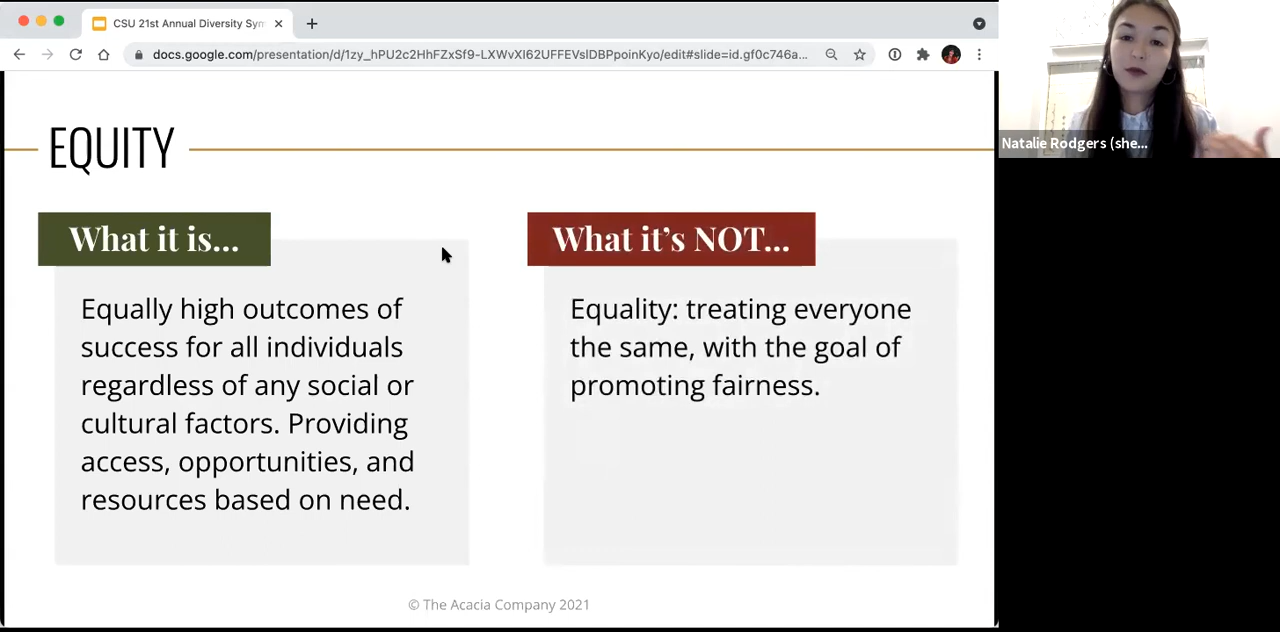 CSU 21st Annual Diversity Sym
docs.google.com/presentation/d/1zy_hPU2c2HhFZxSf9-LXWvXI62UFFEVslDBPpoinKyo/edit#slide=id.gf0c746a...
Natalie Rodgers (she...
EQUITY
What it is...
Equally high outcomes of
success for all individuals
regardless of any social or
cultural factors. Providing
access, opportunities, and
resources based on need.
What it's NOT...
Equality: treating everyone
the same, with the goal of
promoting fairness.
© The Acacia Company 2021